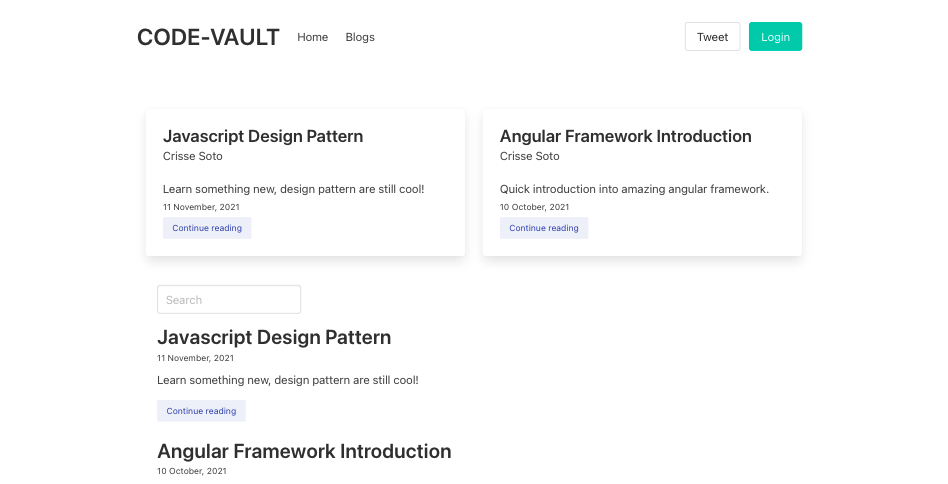 CODE-VAULT Home Blogs Tweet Login
Javascript Design Pattern
Crisse Soto
Learn something new, design pattern are still cool!
11 November, 2021
Continue reading
Angular Framework Introduction
Crisse Soto
Quick introduction into amazing angular framework.
10 October, 2021
Continue reading
Search
Javascript Design Pattern
11 November, 2021
Learn something new, design pattern are still cool!
Continue reading
Angular Framework Introduction
10 October, 2021